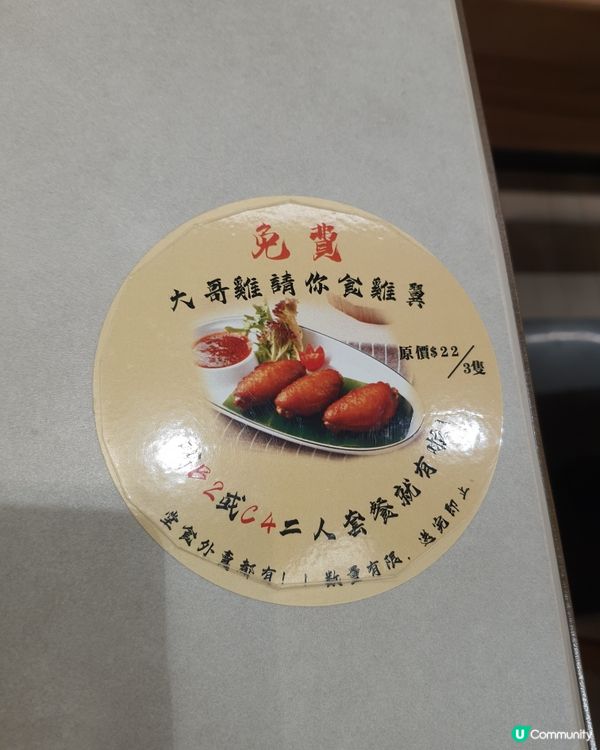 免費
大哥雞請你食雞翼
原價$22/3隻
B2或C4二人套餐就有啦
堂食外賣都有!! 數量有限，送完即止
U Community